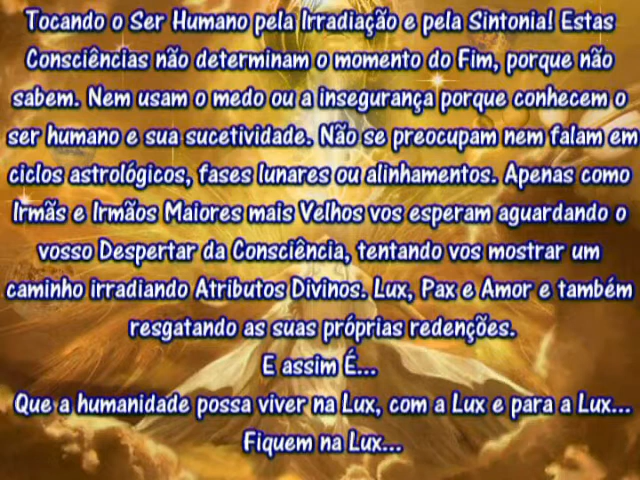 Tocando o Ser Humano pela Irradiação e pela Sintonia! Estas
Consciências não determinam o momento do Fim, porque não
sabem. Nem usam o medo ou a insegurança porque conhecem o
ser humano e sua sucetividade. Não se preocupam nem falam em
ciclos astrológicos, fases lunares ou alinhamentos. Apenas como
Irmãs e Irmãos Maiores mais Velhos vos esperam aguardando o
vosso Despertar da Consciência, tentando vos mostrar um
caminho irradiando Atributos Divinos. Lux, Pax e Amor e também
resgatando as suas próprias redenções.
E assim É...
Que a humanidade possa viver na Lux, com a Lux e para a Lux...
Fiquem na Lux...